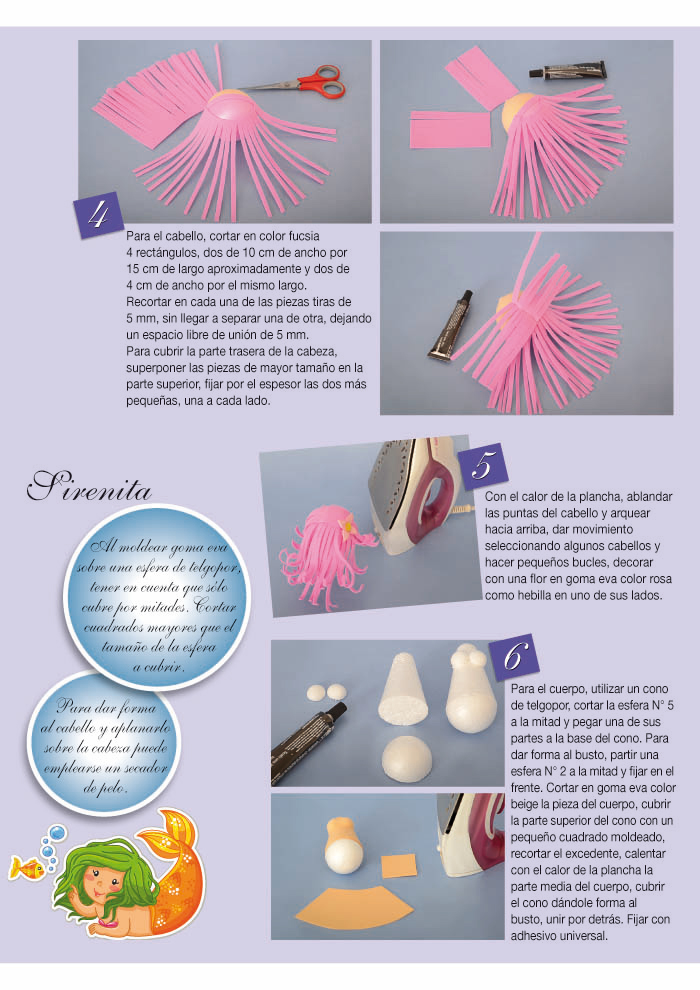 4
Para el cabello, cortar en color fucsia
4 rectángulos, dos de 10 cm de ancho por
15 cm de largo aproximadamente y dos de
4 cm de ancho por el mismo largo.
Recortar en cada una de las piezas tiras de
5 mm, sin llegar a separar una de otra, dejando
un espacio libre de unión de 5 mm.
Para cubrir la parte trasera de la cabeza,
superponer las piezas de mayor tamaño en la
parte superior, fijar por el espesor las dos más
pequeñas, una a cada lado.
5
Con el calor de la plancha, ablandar
las puntas del cabello y arquear
hacia arriba, dar movimiento
seleccionando algunos cabellos y
hacer pequeños bucles, decorar
con una flor en goma eva color rosa
como hebilla en uno de sus lados.
Sirenita
Al moldear goma eva
sobre una esfera de telgopor,
tener en cuenta que sólo
cubre por mitades. Cortar
cuadrados mayores que el
tamaño de la esfera
a cubrir.
Para dar forma
al cabello y aplanarlo
sobre la cabeza puede
emplearse un secador
de pelo.
6
Para el cuerpo, utilizar un cono
de telgopor, cortar la esfera N° 5
a la mitad y pegar una de sus
partes a la base del cono. Para
dar forma al busto, partir una
esfera N° 2 a la mitad y fijar en el
frente. Cortar en goma eva color
beige la pieza del cuerpo, cubrir
la parte superior del cono con un
pequeño cuadrado moldeado,
recortar el excedente, calentar
con el calor de la plancha la
parte media del cuerpo, cubrir
el cono dándole forma al
busto, unir por detrás. Fijar con
adhesivo universal.